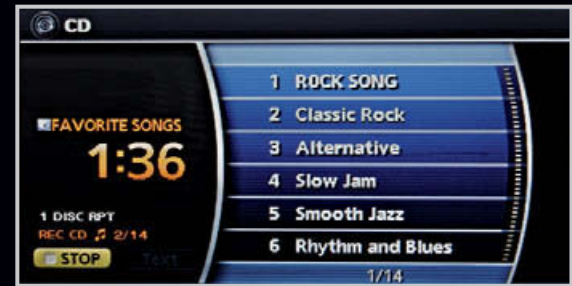 CD
FAVORITE SONGS
1:36
1 DISC RPT
REC CD 2/14
STOP Text
1 ROCK SONG
2 Classic Rock
3 Alternative
4 Slow Jam
5 Smooth Jazz
6 Rhythm and Blues
1/14